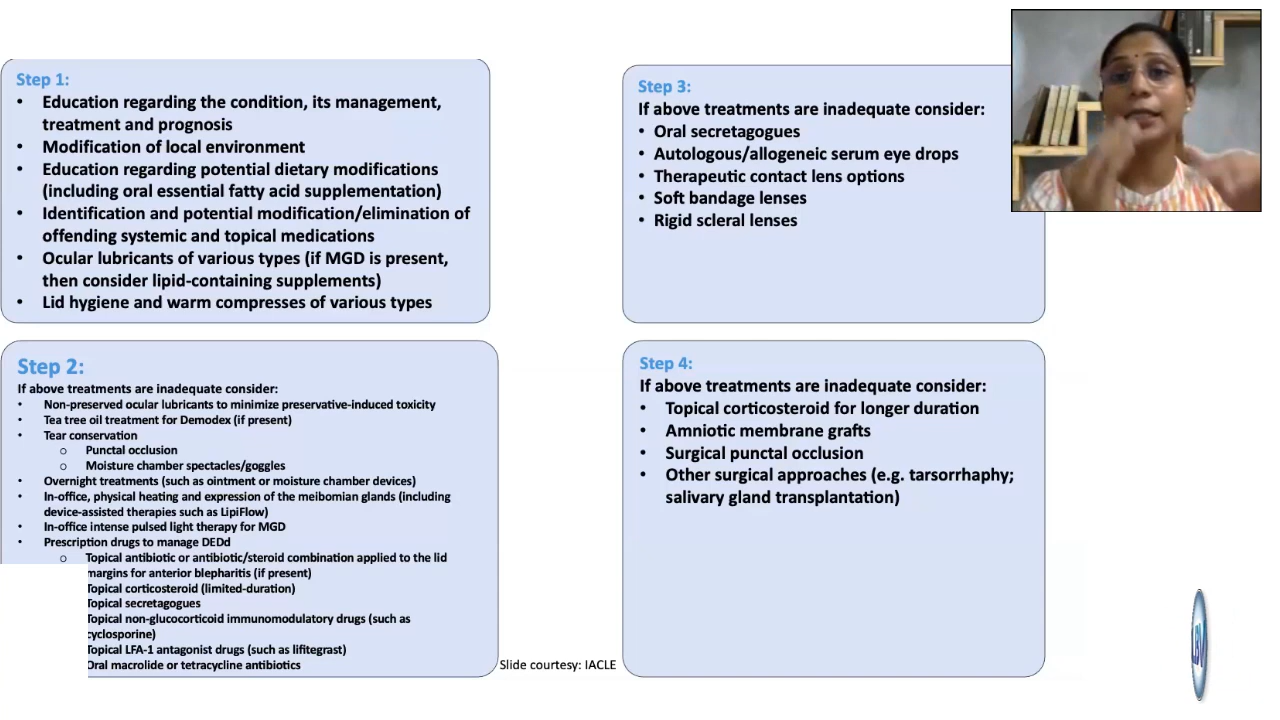 Step 1:
• Education regarding the condition, its management,
treatment and prognosis
• Modification of local environment
• Education regarding potential dietary modifications
(including oral essential fatty acid supplementation)
• Identification and potential modification/elimination of
offending systemic and topical medications
• Ocular lubricants of various types (if MGD is present,
then consider lipid-containing supplements)
• Lid hygiene and warm compresses of various types
Step 2:
If above treatments are inadequate consider:
• Non-preserved ocular lubricants to minimize preservative-induced toxicity
• Tea tree oil treatment for Demodex (if present)
• Tear conservation
o Punctal occlusion
o Moisture chamber spectacles/goggles
• Overnight treatments (such as ointment or moisture chamber devices)
• In-office, physical heating and expression of the meibomian glands (including
device-assisted therapies such as LipiFlow)
• In-office intense pulsed light therapy for MGD
• Prescription drugs to manage DEDd
o Topical antibiotic or antibiotic/steroid combination applied to the lid
margins for anterior blepharitis (if present)
Topical corticosteroid (limited-duration)
Topical secretagogues
Topical non-glucocorticoid immunomodulatory drugs (such as
cyclosporine)
Topical LFA-1 antagonist drugs (such as lifitegrast)
Oral macrolide or tetracycline antibiotics
Step 3:
If above treatments are inadequate consider:
• Oral secretagogues
• Autologous/allogeneic serum eye drops
• Therapeutic contact lens options
• Soft bandage lenses
• Rigid scleral lenses
Step 4:
If above treatments are inadequate consider:
• Topical corticosteroid for longer duration
• Amniotic membrane grafts
• Surgical punctal occlusion
• Other surgical approaches (e.g. tarsorrhaphy;
salivary gland transplantation)
Slide courtesy: IACLE